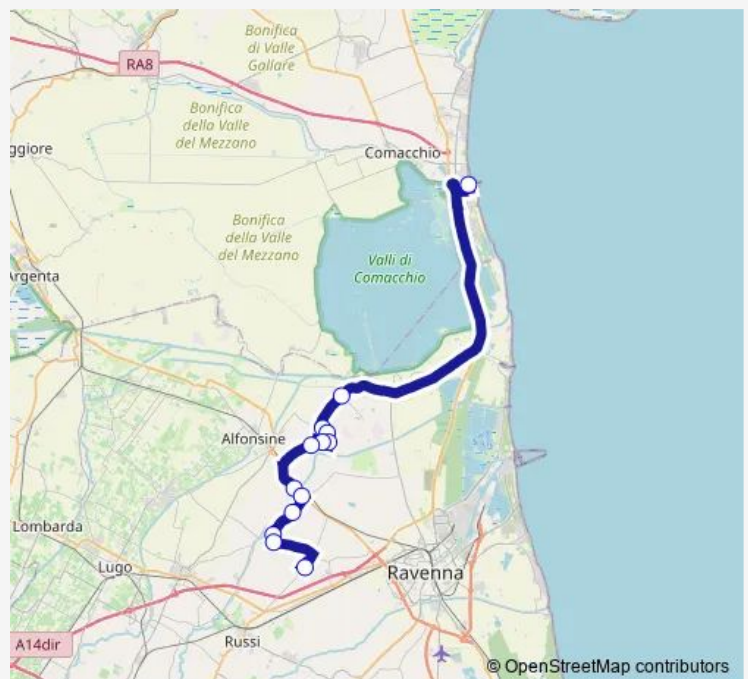 Bonifica
di Valle
Gallare
RA8
Bonifica
della Valle
del Mezzano
ggiore
Comacchio
Bonifica
della Valle
del Mezzano
Valli di
Comacchio
Argenta
Alfonsine
Lombarda
Lugo
Ravenna
Russi
A14dir
© OpenStreetMap contributors